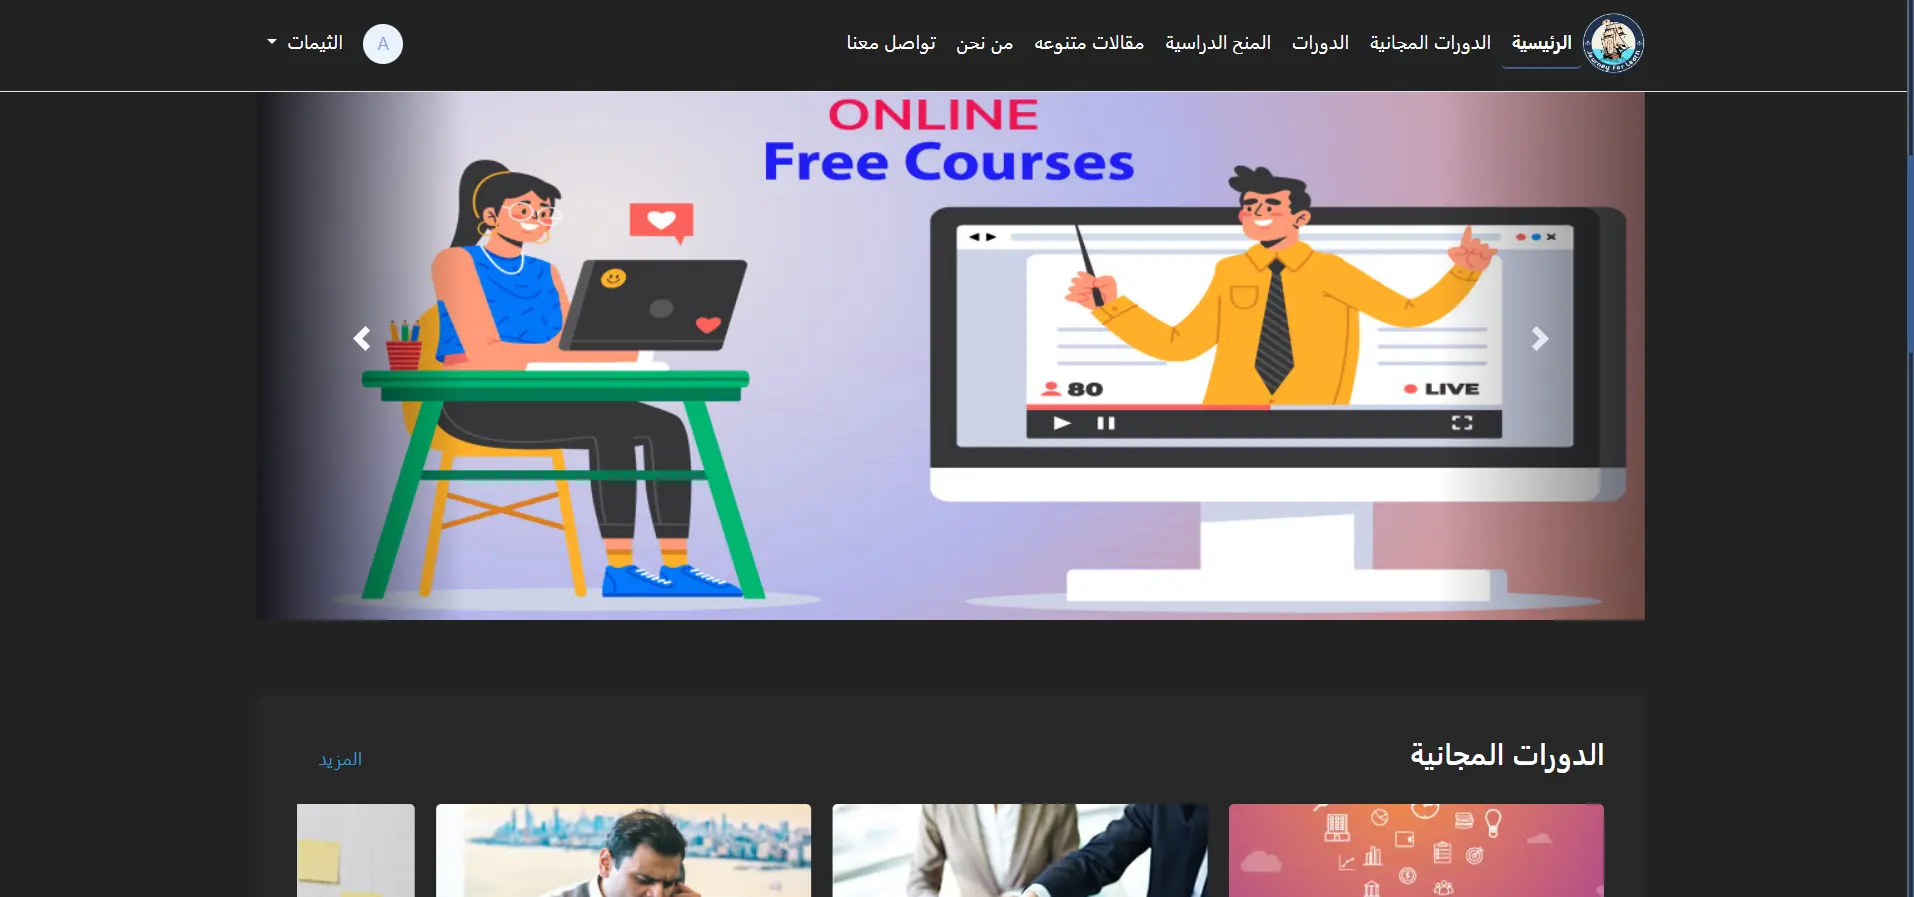 الرئيسية
الدورات المجانية
الدورات
المنح الدراسية
مقالات متنوعه
من نحن
تواصل معنا
A
الثيمات
Journey For Learn
ONLINE
Free Courses
80
LIVE
الدورات المجانية
المزيد